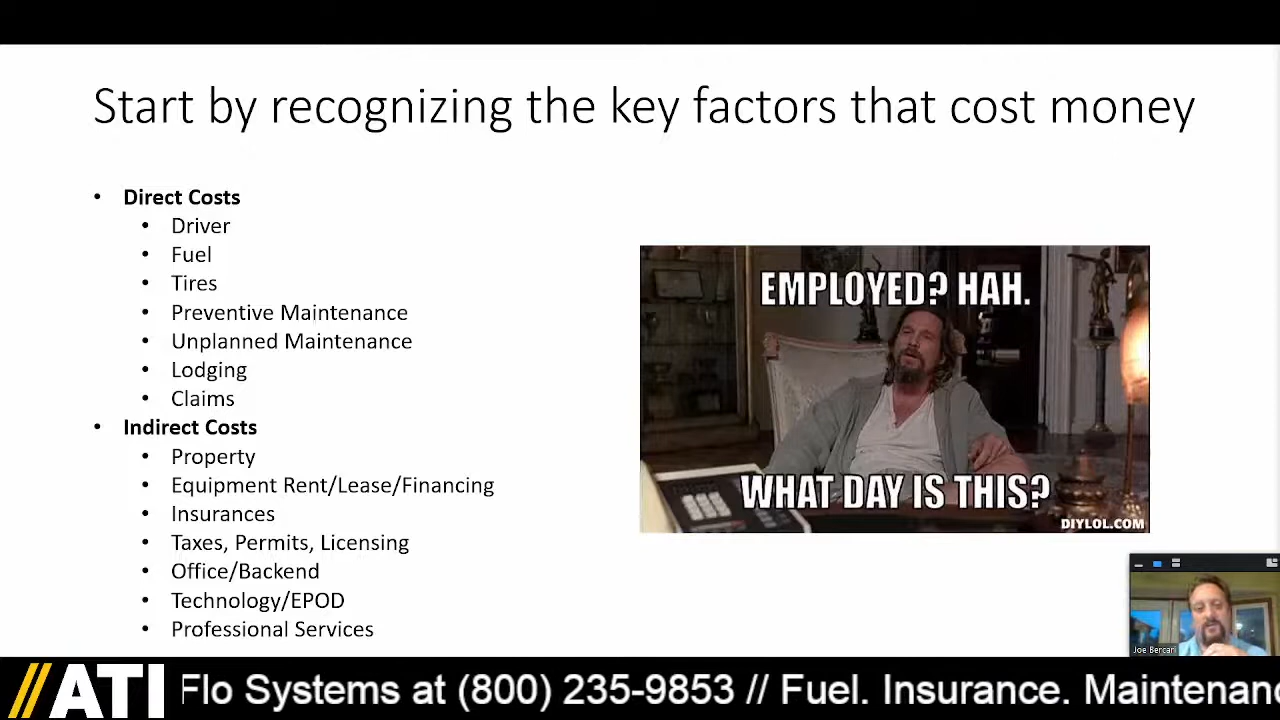 Start by recognizing the key factors that cost money
• Direct Costs
• Driver
• Fuel
• Tires
• Preventive Maintenance
• Unplanned Maintenance
• Lodging
• Claims
• Indirect Costs
• Property
• Equipment Rent/Lease/Financing
• Insurances
• Taxes, Permits, Licensing
• Office/Backend
• Technology/EPOD
• Professional Services
EMPLOYED? HAH.
WHAT DAY IS THIS?
DIYLOL.COM
Joe Bercari
//ATI
Flo Systems at (800) 235-9853 // Fuel. Insurance. Maintenanc